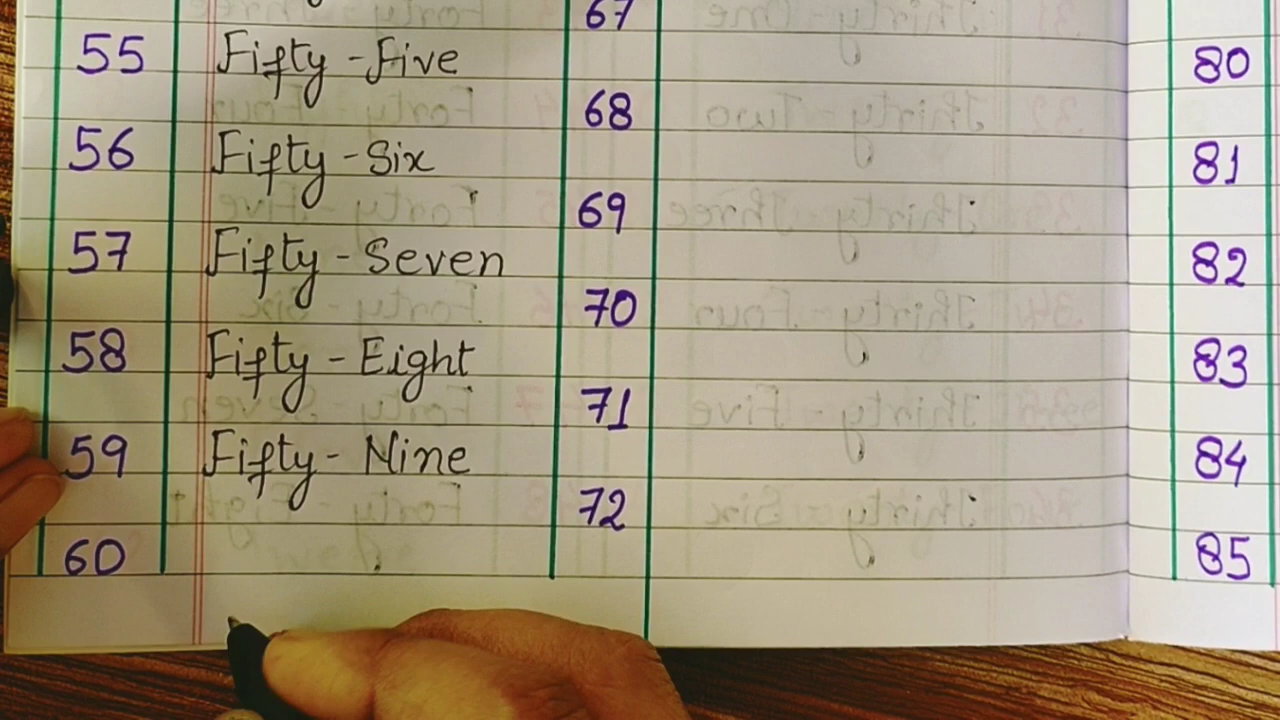 55 Fifty-Five
56 Fifty-Six
57 Fifty-Seven
58 Fifty-Eight
59 Fifty-Nine
60
67
68
69
70
71
72
80
81
82
83
84
85